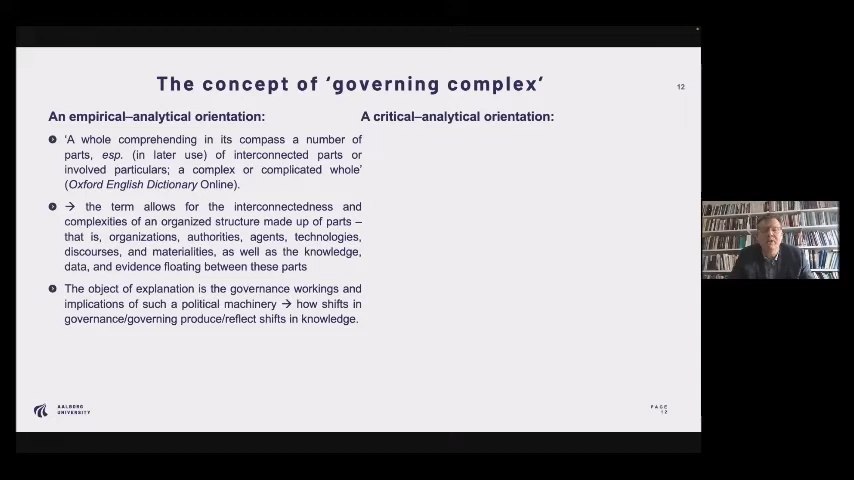 The concept of ‘governing complex’
12
An empirical–analytical orientation:
‘A whole comprehending in its compass a number of
parts, esp. (in later use) of interconnected parts or
involved particulars; a complex or complicated whole’
(Oxford English Dictionary Online).
→ the term allows for the interconnectedness and
complexities of an organized structure made up of parts –
that is, organizations, authorities, agents, technologies,
discourses, and materialities, as well as the knowledge,
data, and evidence floating between these parts
The object of explanation is the governance workings and
implications of such a political machinery → how shifts in
governance/governing produce/reflect shifts in knowledge.
A critical–analytical orientation:
AALBORG
UNIVERSITY
PAGE
12